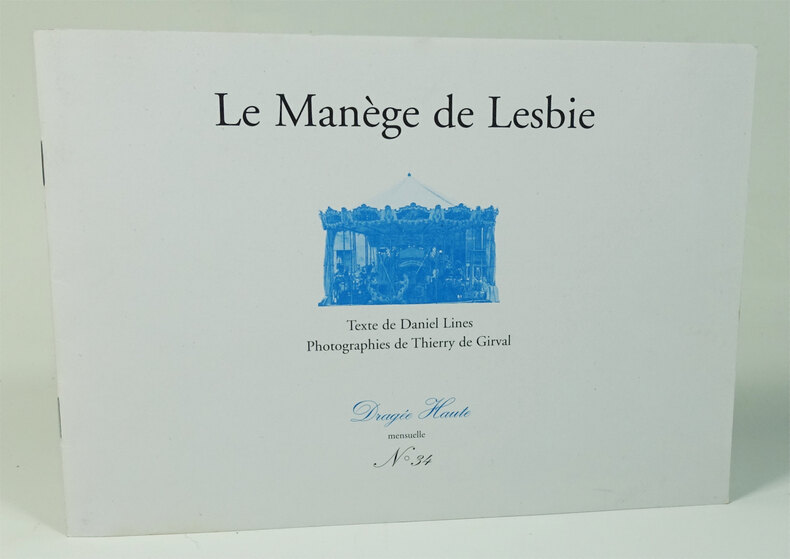 Le Manège de Lesbie
Texte de Daniel Lines
Photographies de Thierry de Girval
Dragée Haute
mensuelle
N° 34